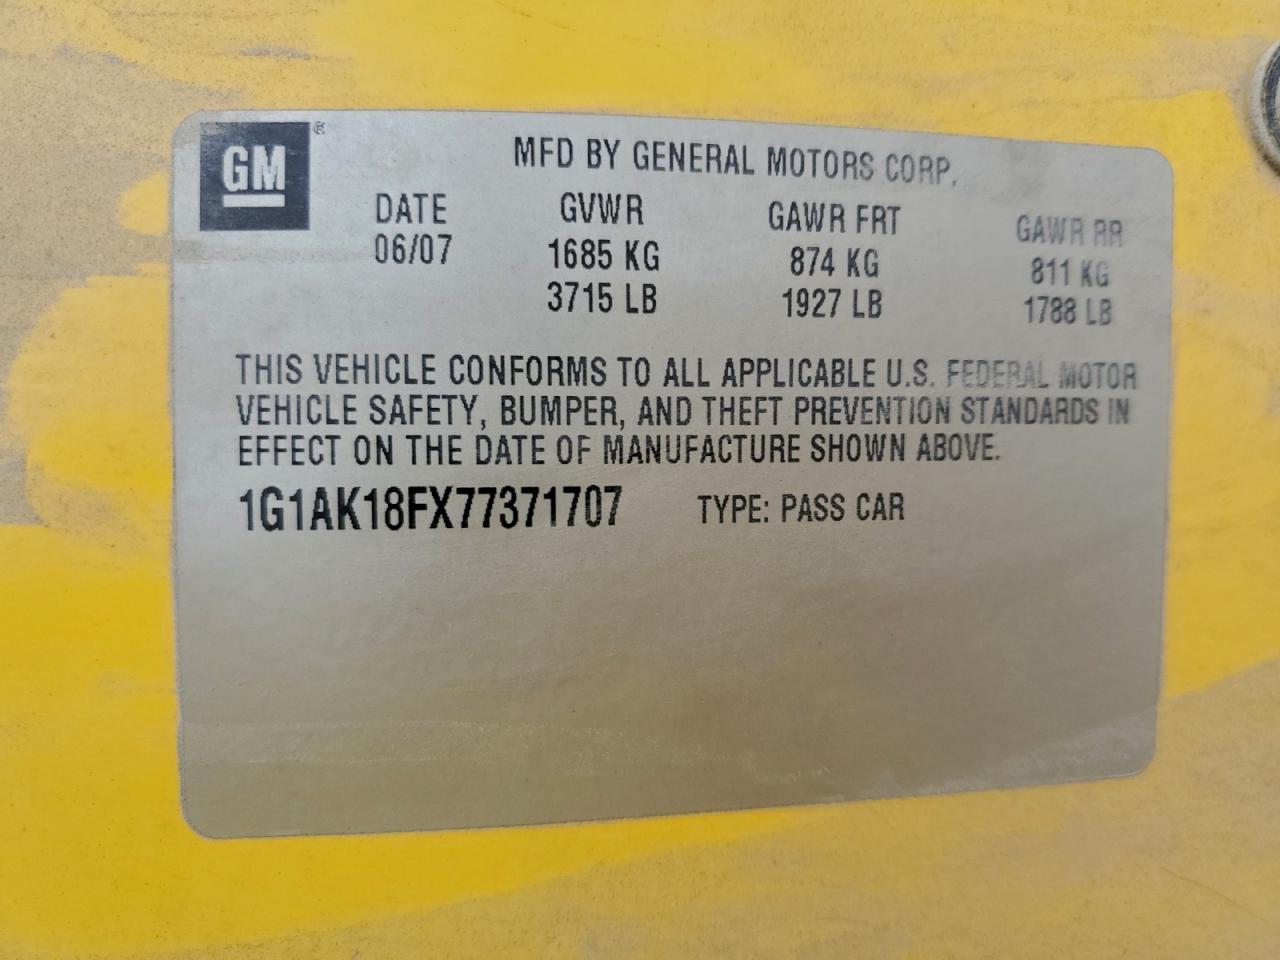 GM®
MFD BY GENERAL MOTORS CORP.
DATE GVWR GAWR FRT GAWR RR
06/07 1685 KG 874 KG 811 KG
3715 LB 1927 LB 1788 LB
THIS VEHICLE CONFORMS TO ALL APPLICABLE U.S. FEDERAL MOTOR
VEHICLE SAFETY, BUMPER, AND THEFT PREVENTION STANDARDS IN
EFFECT ON THE DATE OF MANUFACTURE SHOWN ABOVE.
1G1AK18FX77371707 TYPE: PASS CAR